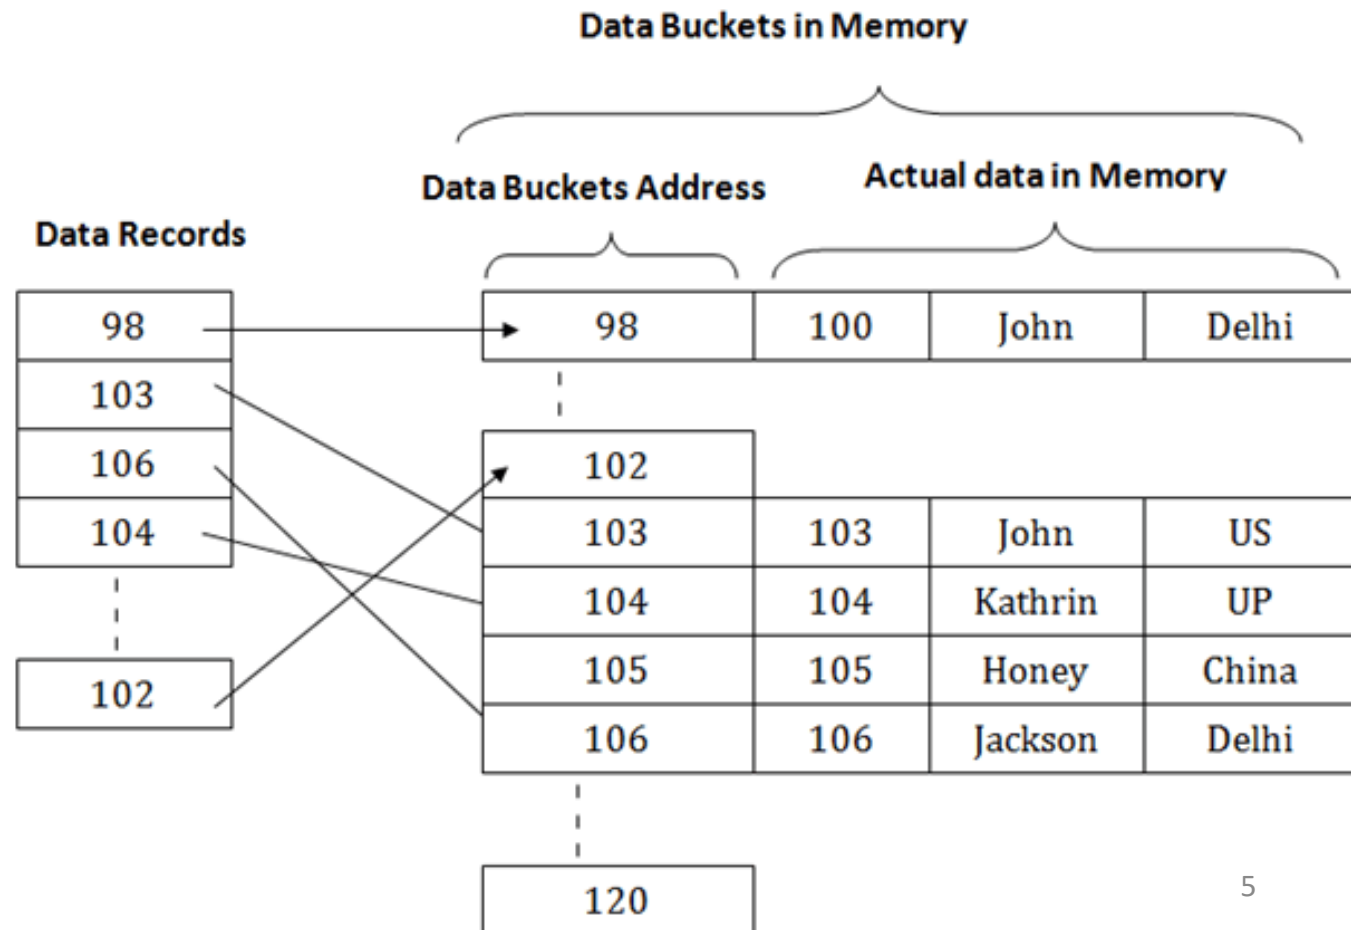 Data Buckets in Memory
Data Buckets Address
Actual data in Memory
Data Records
98
98 100 John Delhi
103
106
102
104
103 103 John US
104 104 Kathrin UP
102
105 105 Honey China
106 106 Jackson Delhi
120
5